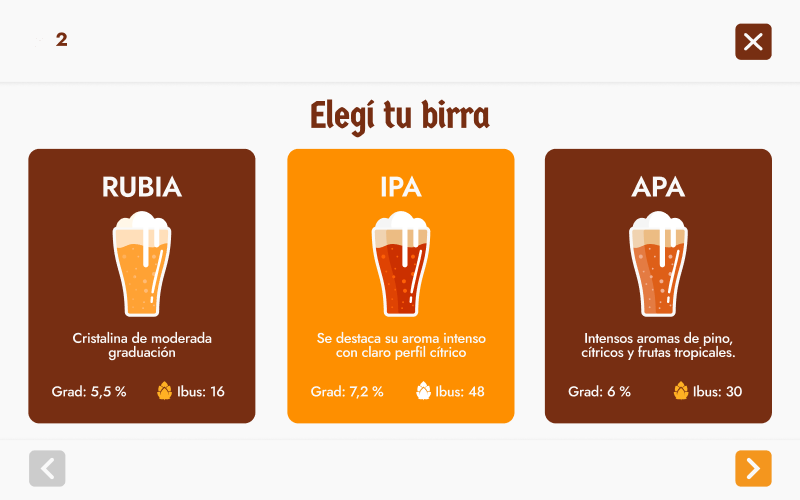 2
Elegí tu birra
RUBIA
Cristalina de moderada
graduación
Grad: 5,5 %
Ibus: 16
IPA
Se destaca su aroma intenso
con claro perfil cítrico
Grad: 7,2 %
Ibus: 48
APA
Intensos aromas de pino,
cítricos y frutas tropicales.
Grad: 6 %
Ibus: 30